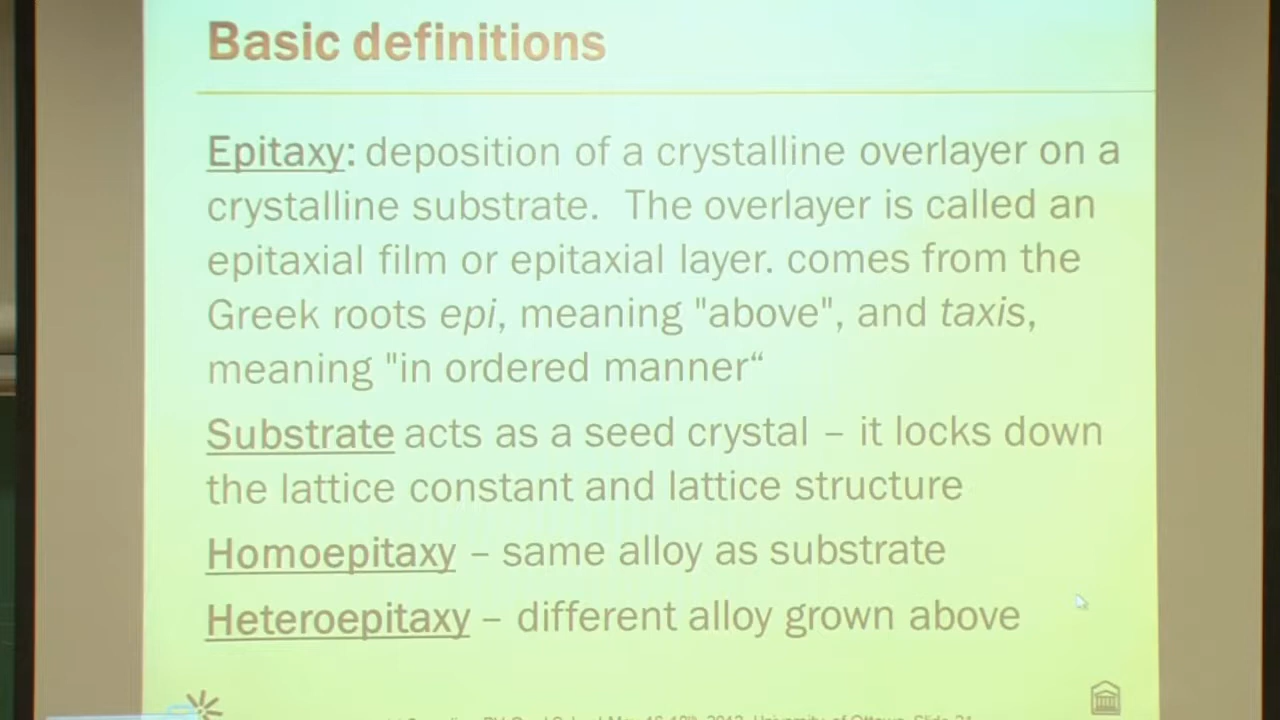 Basic definitions
Epitaxy: deposition of a crystalline overlayer on a
crystalline substrate. The overlayer is called an
epitaxial film or epitaxial layer. comes from the
Greek roots epi, meaning "above", and taxis,
meaning "in ordered manner“
Substrate acts as a seed crystal – it locks down
the lattice constant and lattice structure
Homoepitaxy – same alloy as substrate
Heteroepitaxy – different alloy grown above